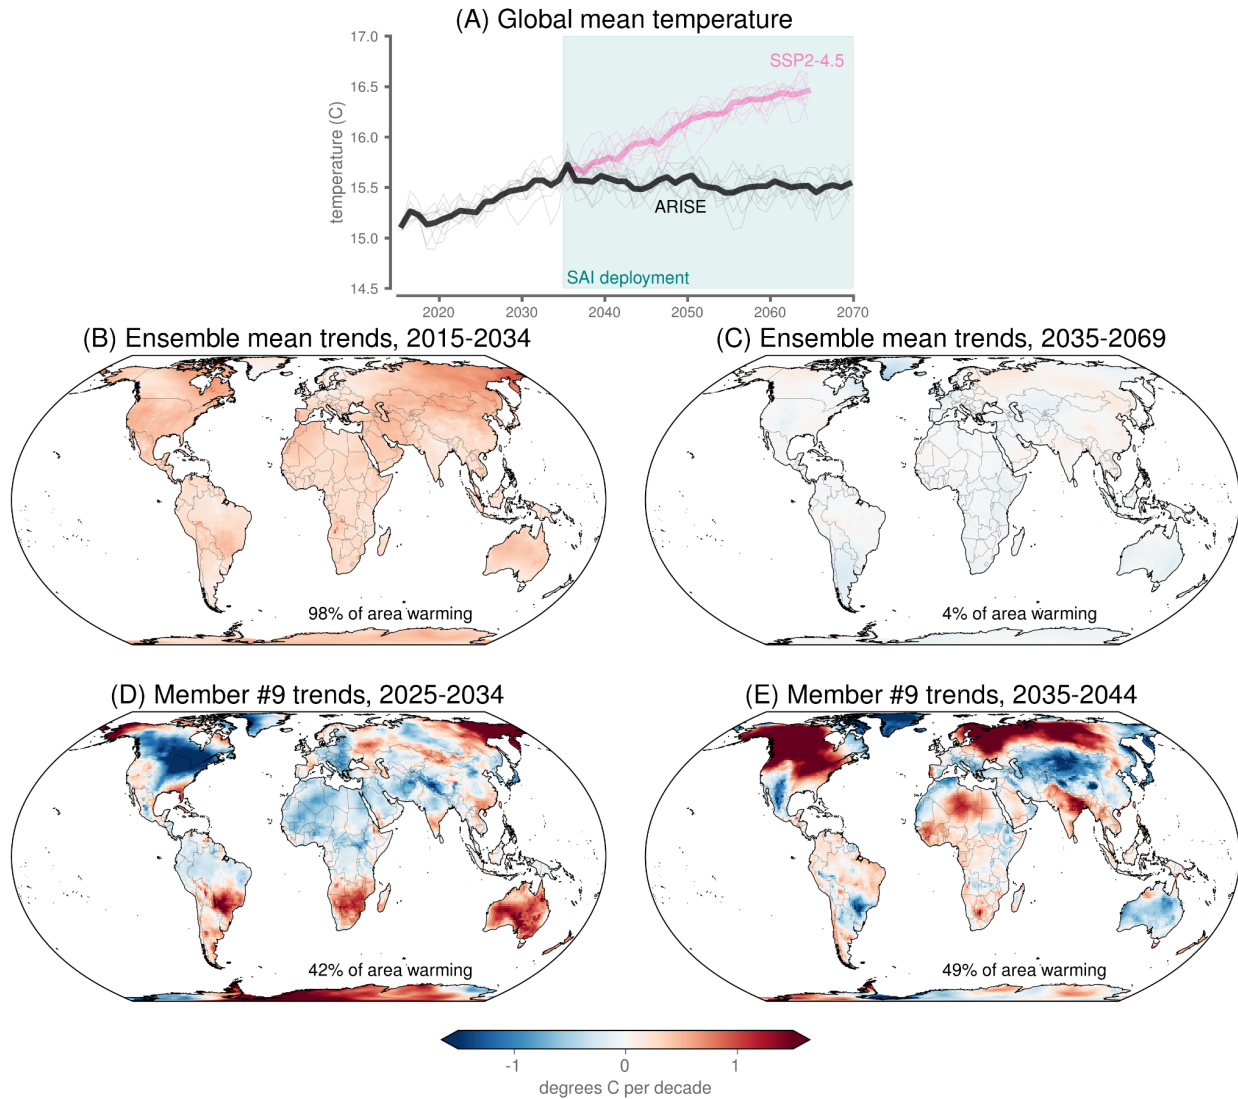 (A) Global mean temperature
17.0
16.5
16.0
15.5
15.0
14.5
temperature (C)
SSP2-4.5
ARISE
SAI deployment
2020
2030
2040
2050
2060
2070
(B) Ensemble mean trends, 2015-2034
98% of area warming
(C) Ensemble mean trends, 2035-2069
4% of area warming
(D) Member #9 trends, 2025-2034
42% of area warming
(E) Member #9 trends, 2035-2044
49% of area warming
-1
0
1
degrees C per decade